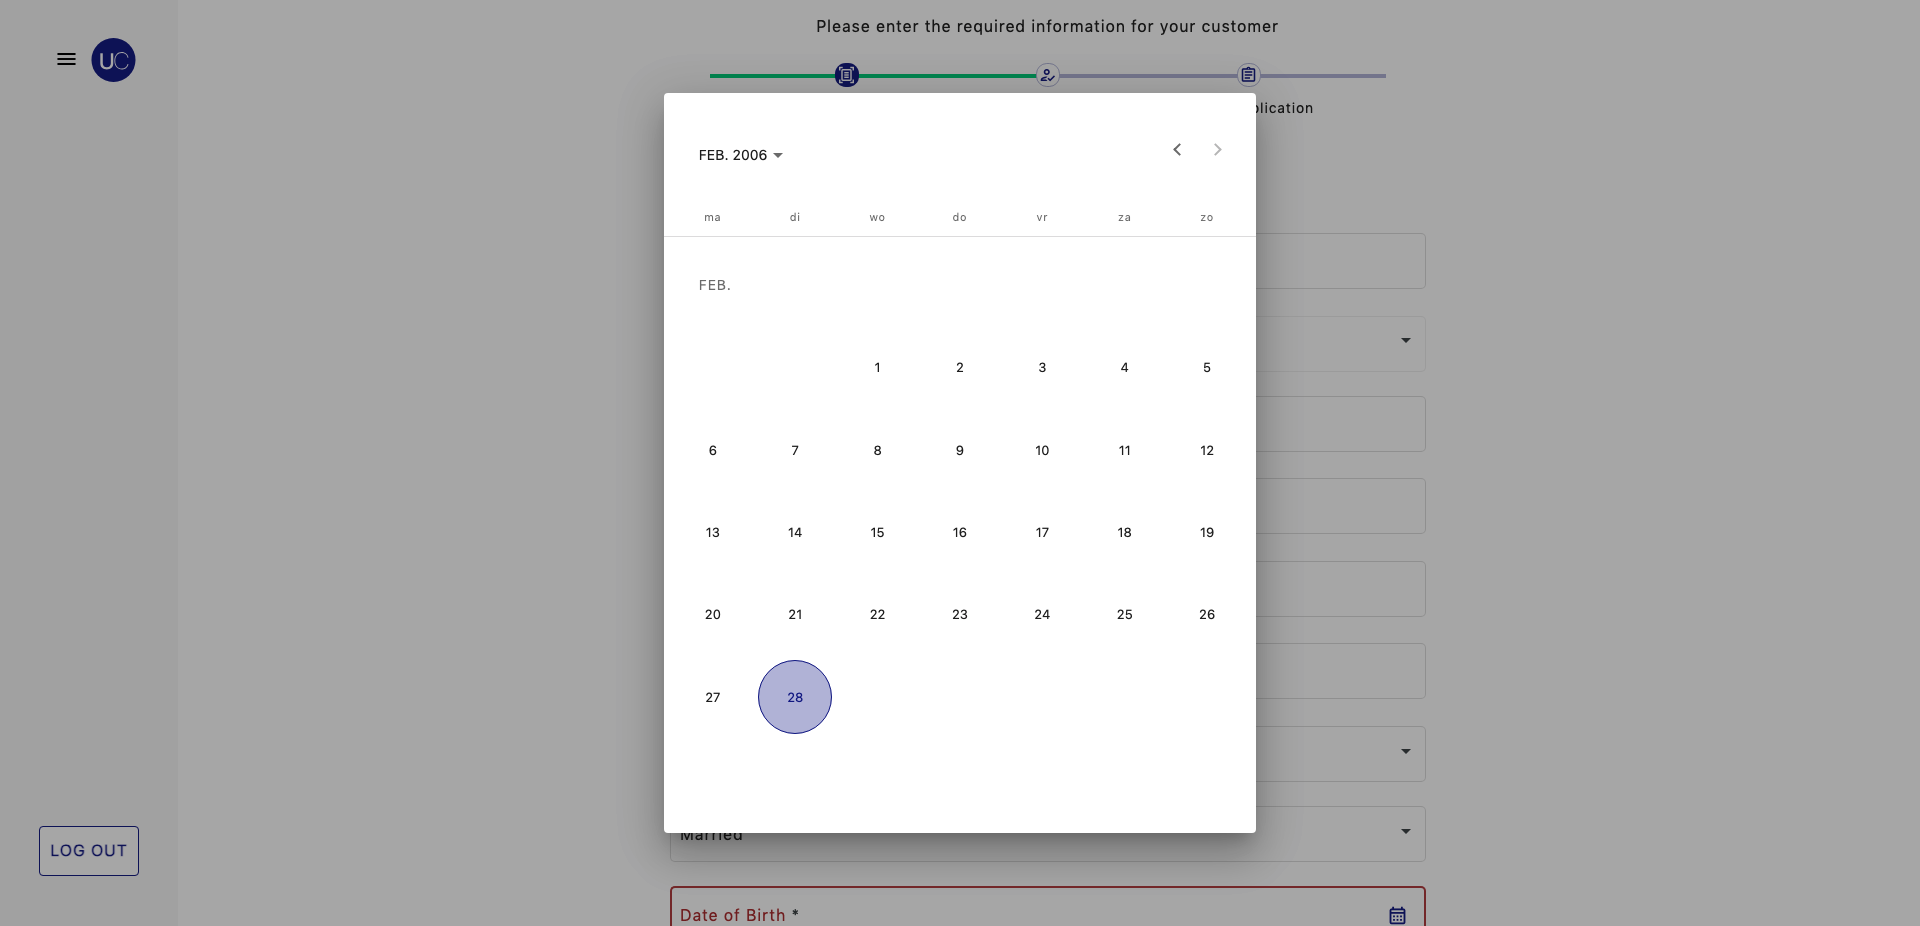 Please enter the required information for your customer
UC
plication
FEB. 2006
ma di wo do vr za zo
FEB.
1 2 3 4 5
6 7 8 9 10 11 12
13 14 15 16 17 18 19
20 21 22 23 24 25 26
27 28
Married
LOG OUT
Date of Birth *